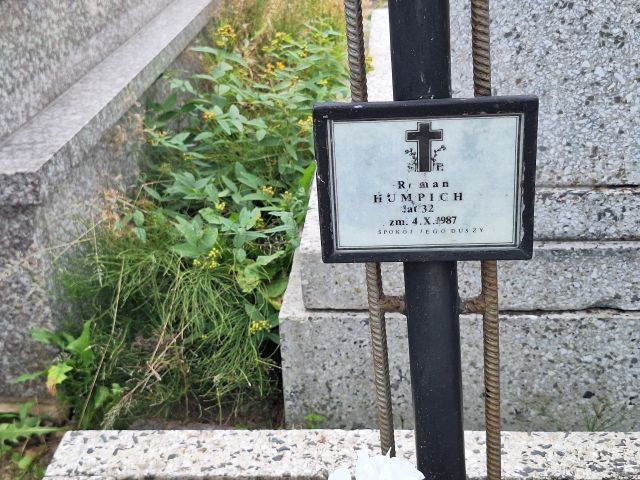 Ś.P.
Roman
HUMPICH
lat 32
zm. 4.X.1987
SPOKÓJ JEGO DUSZY